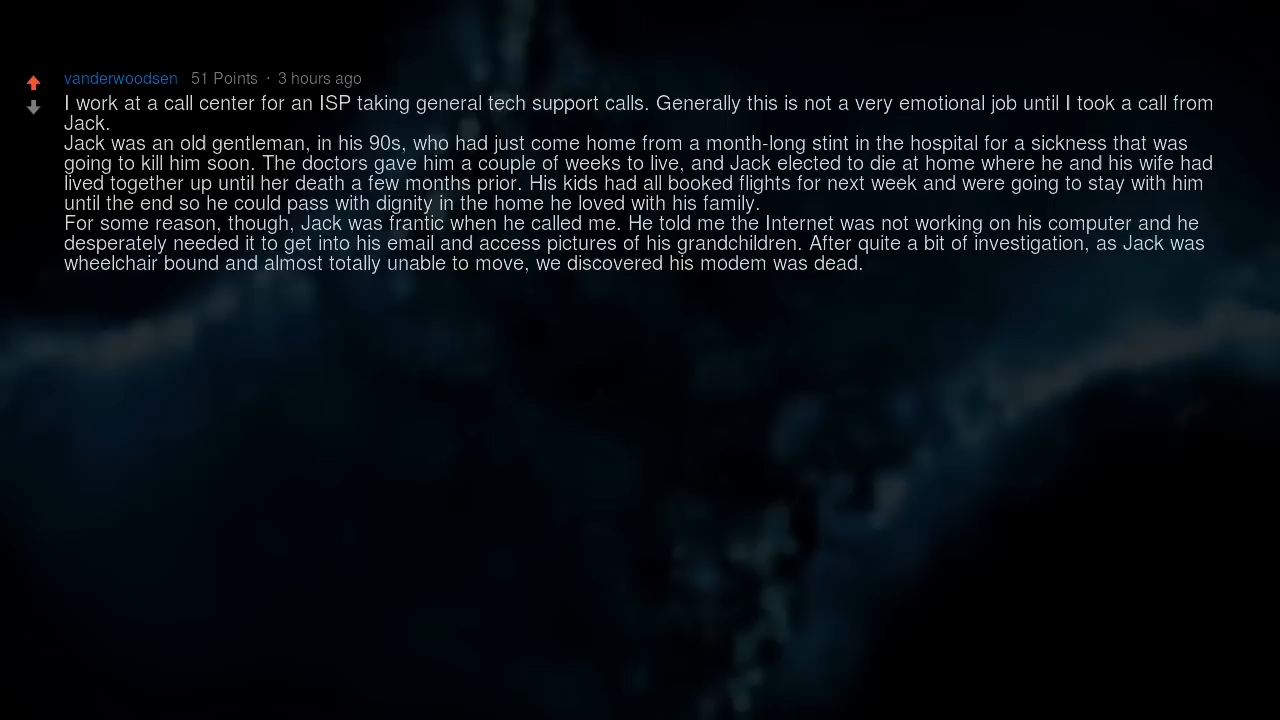 vanderwoodsen 51 Points · 3 hours ago
I work at a call center for an ISP taking general tech support calls. Generally this is not a very emotional job until I took a call from
Jack.
Jack was an old gentleman, in his 90s, who had just come home from a month-long stint in the hospital for a sickness that was
going to kill him soon. The doctors gave him a couple of weeks to live, and Jack elected to die at home where he and his wife had
lived together up until her death a few months prior. His kids had all booked flights for next week and were going to stay with him
until the end so he could pass with dignity in the home he loved with his family.
For some reason, though, Jack was frantic when he called me. He told me the Internet was not working on his computer and he
desperately needed it to get into his email and access pictures of his grandchildren. After quite a bit of investigation, as Jack was
wheelchair bound and almost totally unable to move, we discovered his modem was dead.